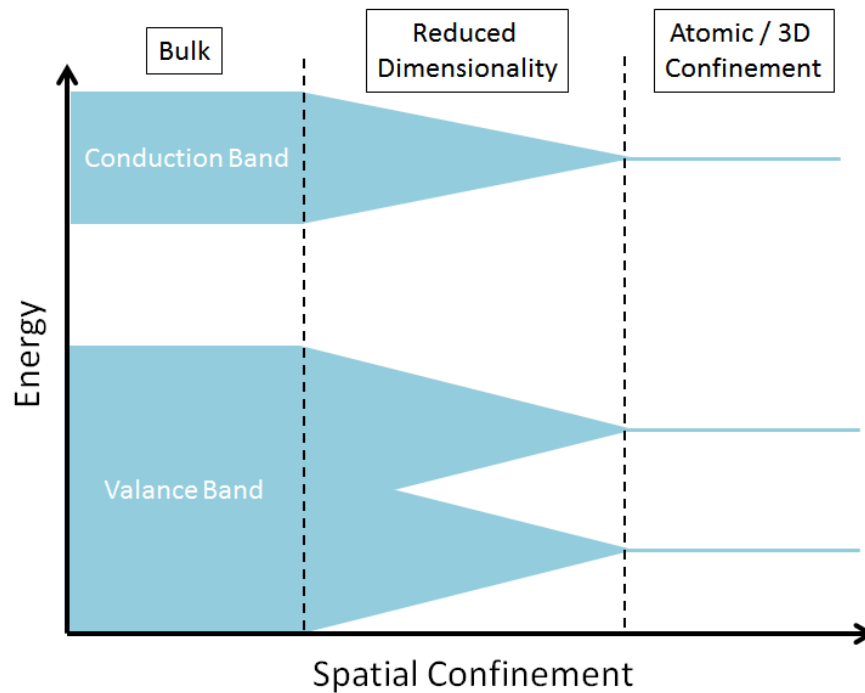 Bulk
Reduced
Dimensionality
Atomic / 3D
Confinement
Conduction Band
Valance Band
Energy
Spatial Confinement